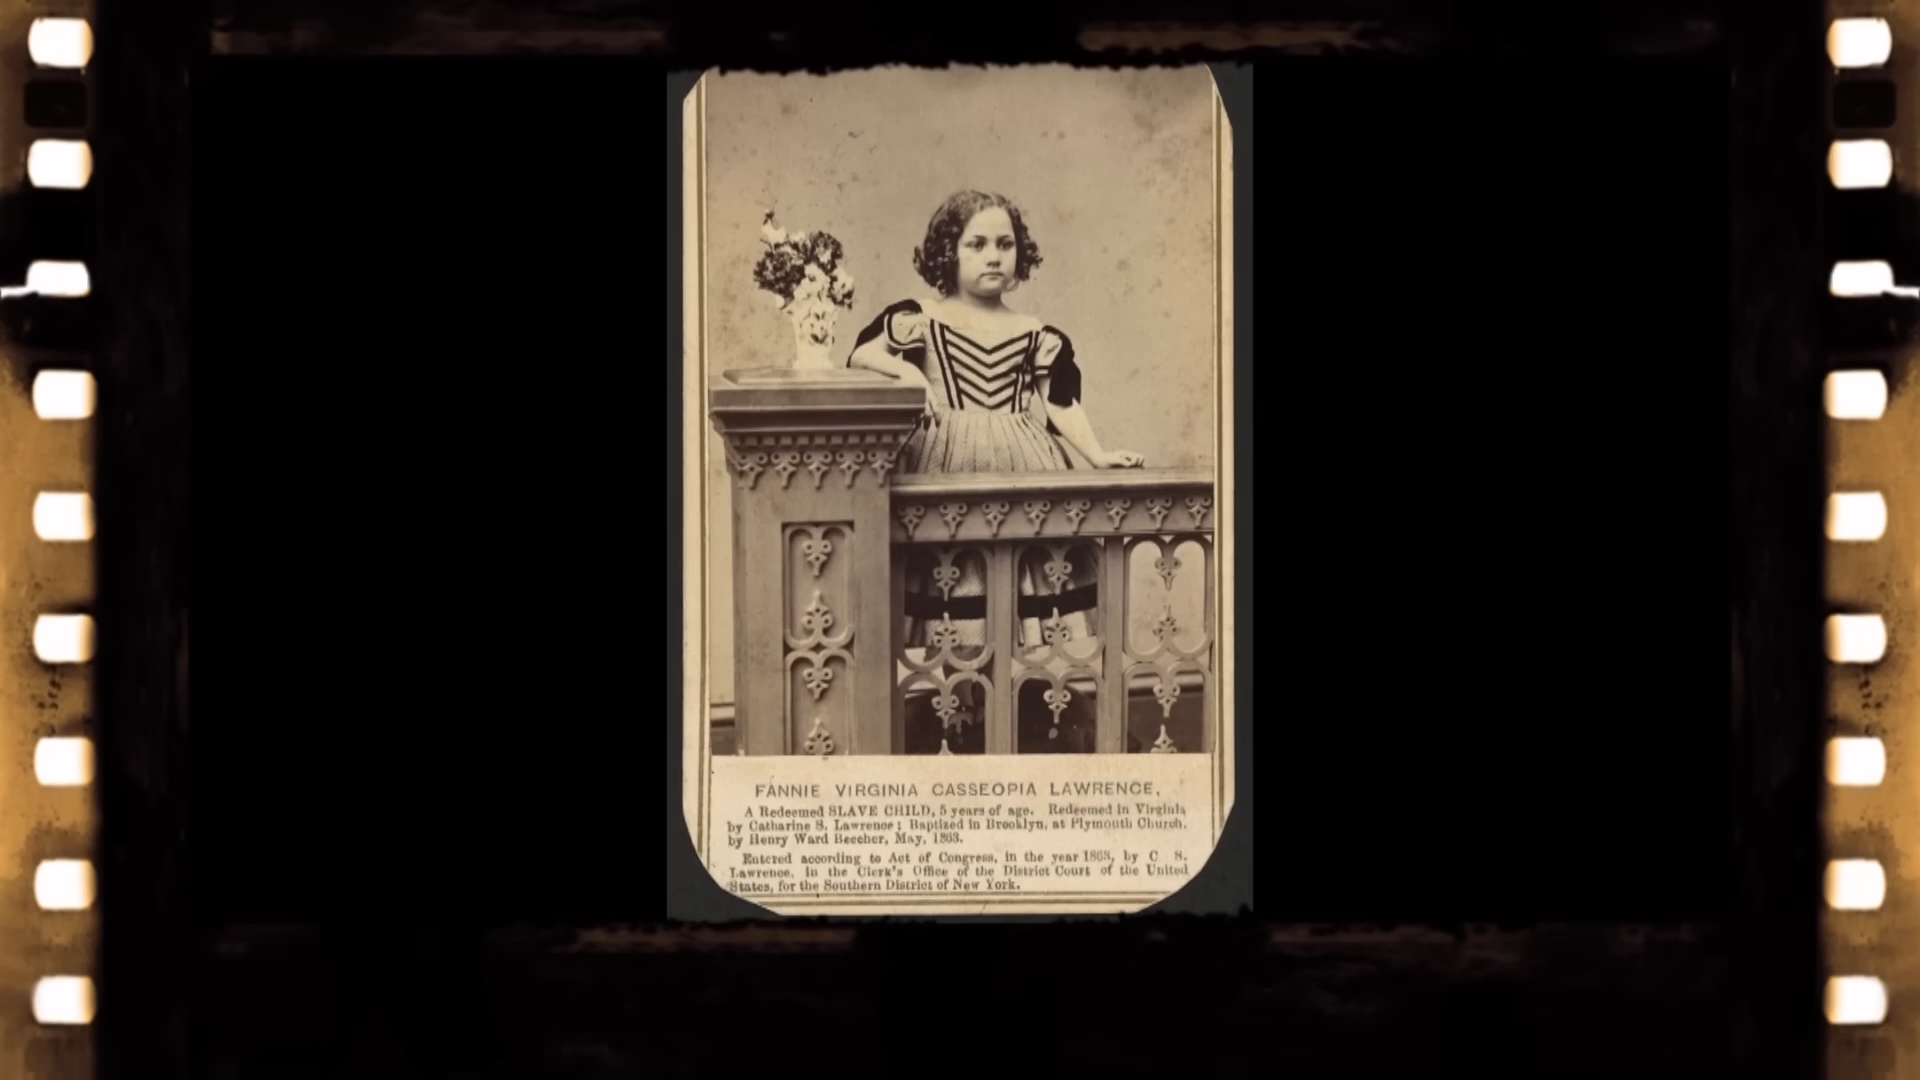 FANNIE VIRGINIA CASSEOPIA LAWRENCE,
A Redeemed SLAVE CHILD, 5 years of age. Redeemed in Virginia
by Catharine S. Lawrence; Baptized in Brooklyn, at Plymouth Church,
by Henry Ward Beecher, May, 1863.
Entered according to Act of Congress, in the year 1863, by C S.
Lawrence, in the Clerk's Office of the District Court of the United
States, for the Southern District of New York.